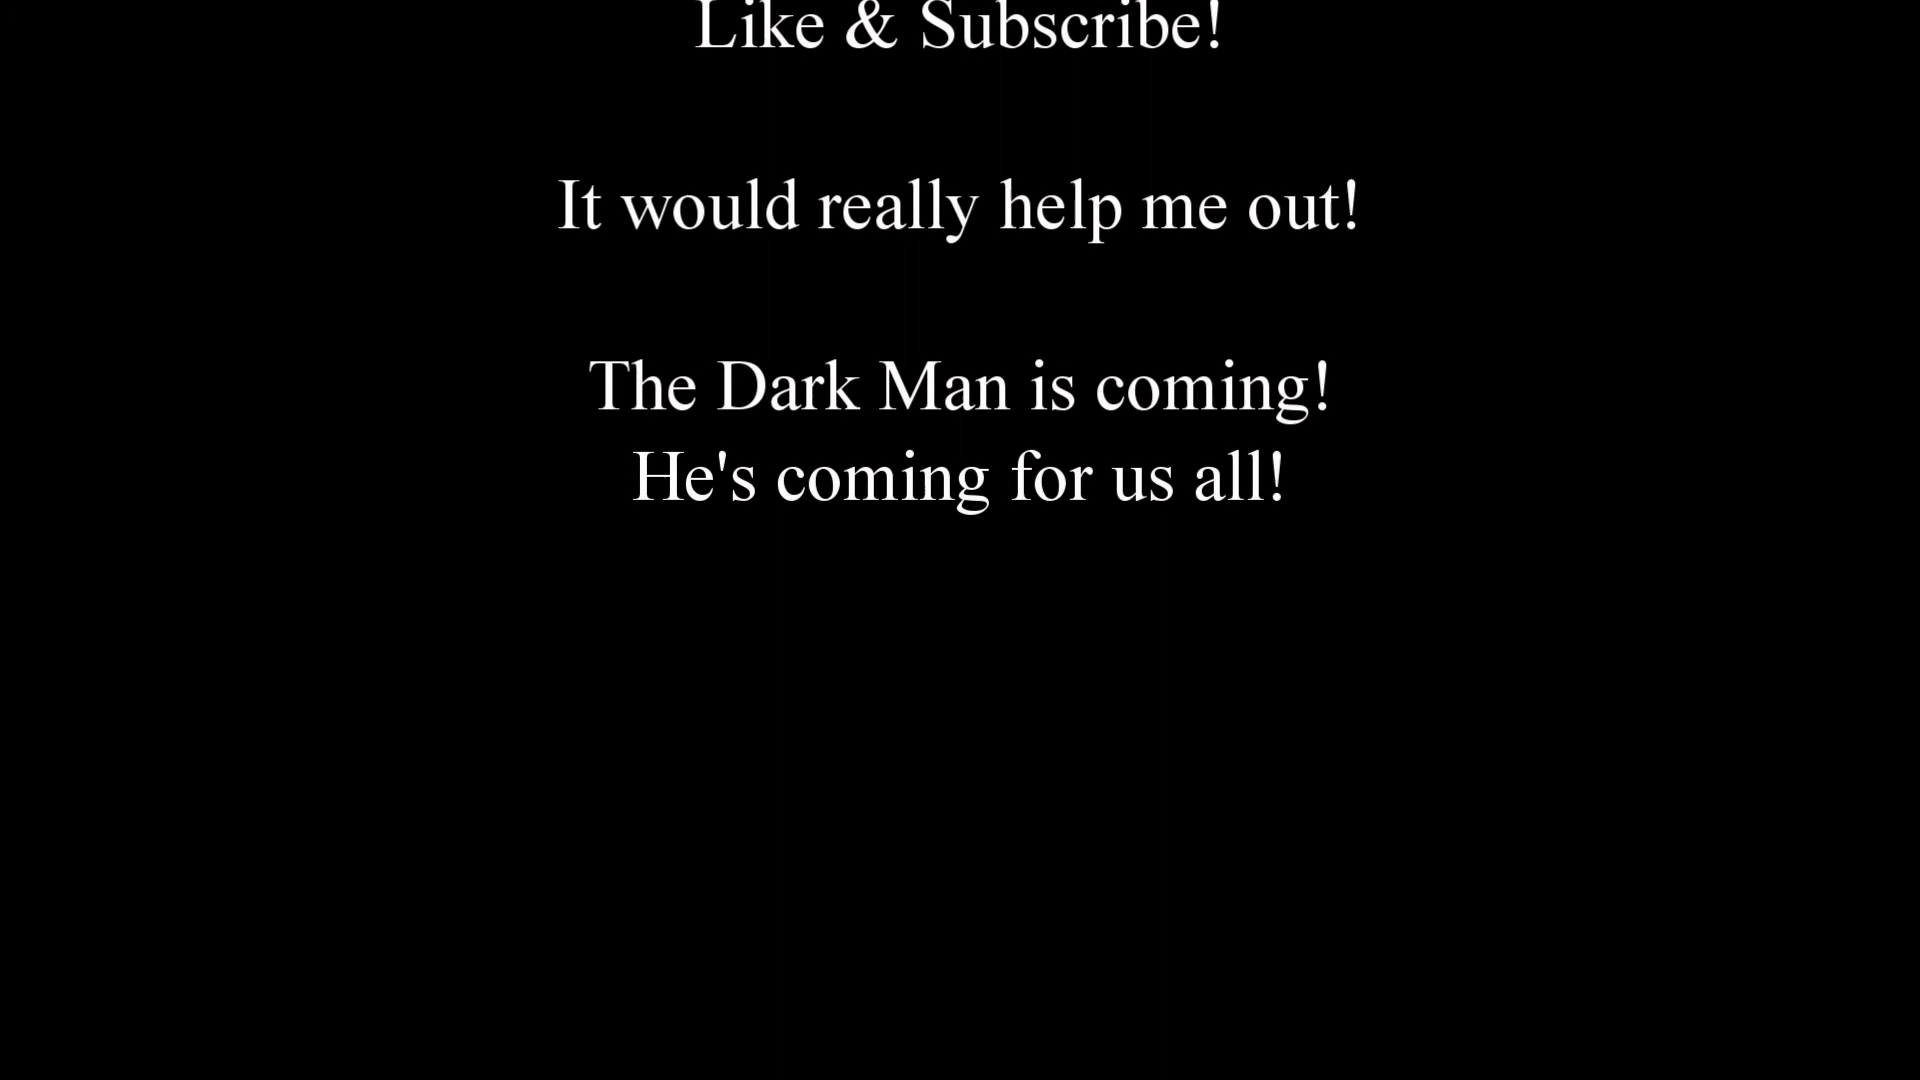 Like & Subscribe!
It would really help me out!
The Dark Man is coming!
He's coming for us all!